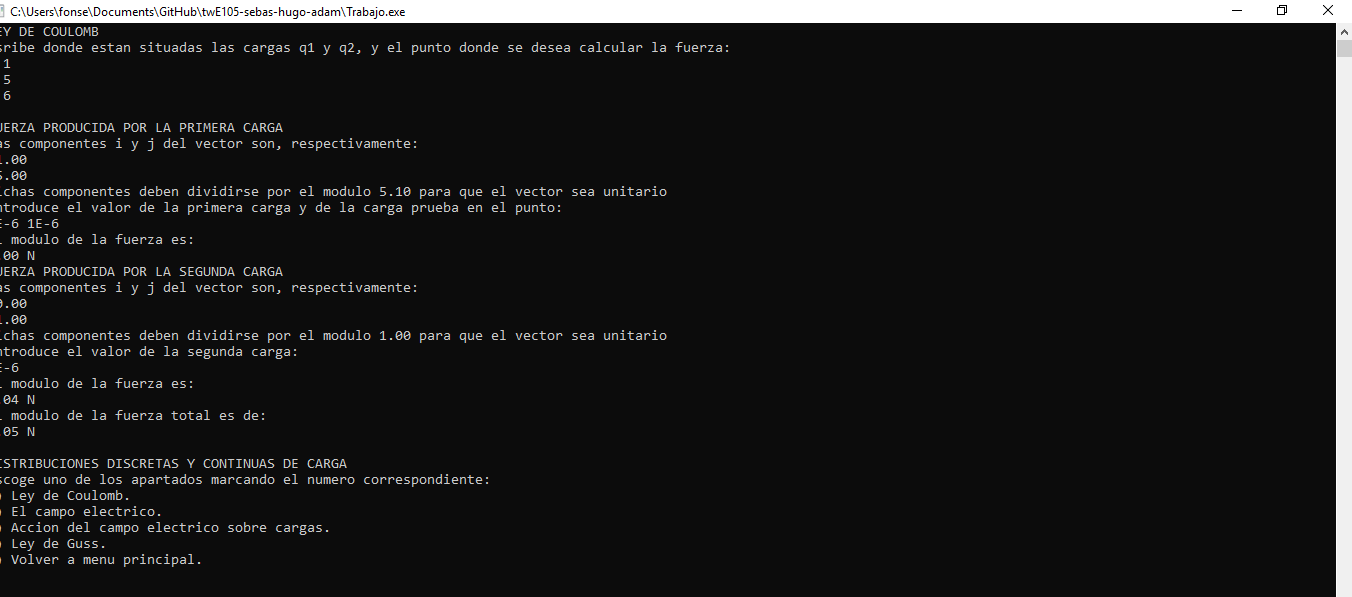 C:\Users\fonse\Documents\GitHub\twE105-sebas-hugo-adam\Trabajo.exe
EY DE COULOMB
sribe donde estan situadas las cargas q1 y q2, y el punto donde se desea calcular la fuerza:
1
5
6
UERZA PRODUCIDA POR LA PRIMERA CARGA
as componentes i y j del vector son, respectivamente:
1.00
5.00
ichas componentes deben dividirse por el modulo 5.10 para que el vector sea unitario
ntroduce el valor de la primera carga y de la carga prueba en el punto:
E-6 1E-6
l modulo de la fuerza es:
.00 N
UERZA PRODUCIDA POR LA SEGUNDA CARGA
as componentes i y j del vector son, respectivamente:
0.00
1.00
ichas componentes deben dividirse por el modulo 1.00 para que el vector sea unitario
ntroduce el valor de la segunda carga:
E-6
l modulo de la fuerza es:
.04 N
l modulo de la fuerza total es de:
.05 N
ISTRIBUCIONES DISCRETAS Y CONTINUAS DE CARGA
scoge uno de los apartados marcando el numero correspondiente:
) Ley de Coulomb.
) El campo electrico.
) Accion del campo electrico sobre cargas.
) Ley de Guss.
) Volver a menu principal.